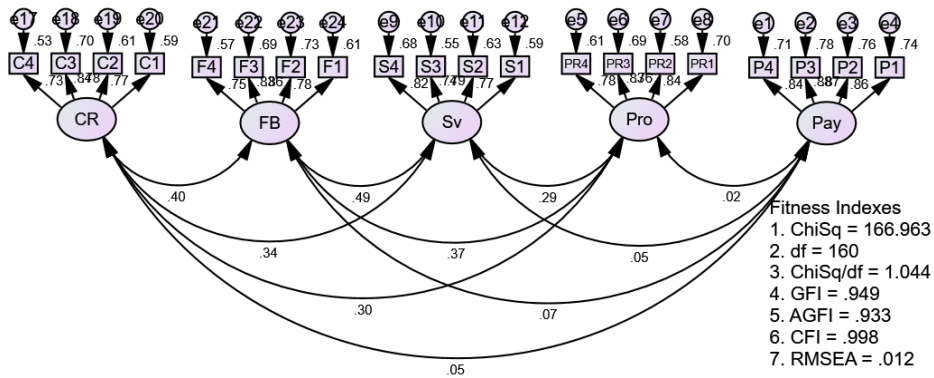 e17 e18 e19 e20 e21 e22 e23 e24 e9 e10 e11 e12 e5 e6 e7 e8 e1 e2 e3 e4
.53 .70 .61 .59 .57 .69 .73 .61 .68 .55 .63 .59 .61 .69 .58 .70 .71 .78 .76 .74
C4 C3 C2 C1 F4 F3 F2 F1 S4 S3 S2 S1 PR4 PR3 PR2 PR1 P4 P3 P2 P1
.73 .77 .75 .78 .82 .77 .78 .84 .84 .86
CR FB Sv Pro Pay
.40 .49 .29 .02
.34 .37 .05
.30 .07
.05
Fitness Indexes
1. ChiSq = 166.963
2. df = 160
3. ChiSq/df = 1.044
4. GFI = .949
5. AGFI = .933
6. CFI = .998
7. RMSEA = .012